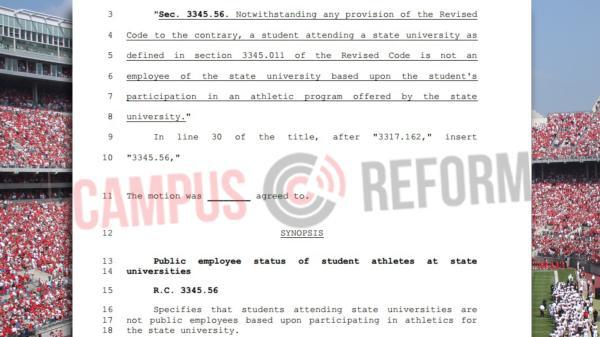 3 "Sec. 3345.56. Notwithstanding any provision of the Revised
4 Code to the contrary, a student attending a state university as
5 defined in section 3345.011 of the Revised Code is not an
6 employee of the state university based upon the student's
7 participation in an athletic program offered by the state
8 university."
9 In line 30 of the title, after "3317.162," insert
10 "3345.56,"
CAMPUS REFORM
11 The motion was ______ agreed to.
12 SYNOPSIS
13 Public employee status of student athletes at state
14 universities
15 R.C. 3345.56
16 Specifies that students attending state universities are
17 not public employees based upon participating in athletics for
18 the state university.